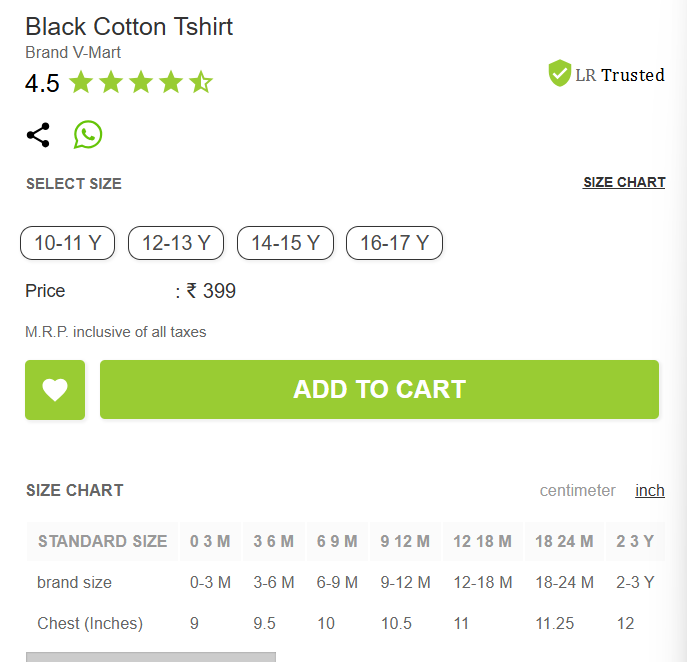 Black Cotton Tshirt
Brand V-Mart
4.5
LR Trusted
SELECT SIZE SIZE CHART
10-11 Y 12-13 Y 14-15 Y 16-17 Y
Price : ₹ 399
M.R.P. inclusive of all taxes
ADD TO CART
SIZE CHART centimeter inch
STANDARD SIZE 0 3 M 3 6 M 6 9 M 9 12 M 12 18 M 18 24 M 2 3 Y
brand size 0-3 M 3-6 M 6-9 M 9-12 M 12-18 M 18-24 M 2-3 Y
Chest (Inches) 9 9.5 10 10.5 11 11.25 12